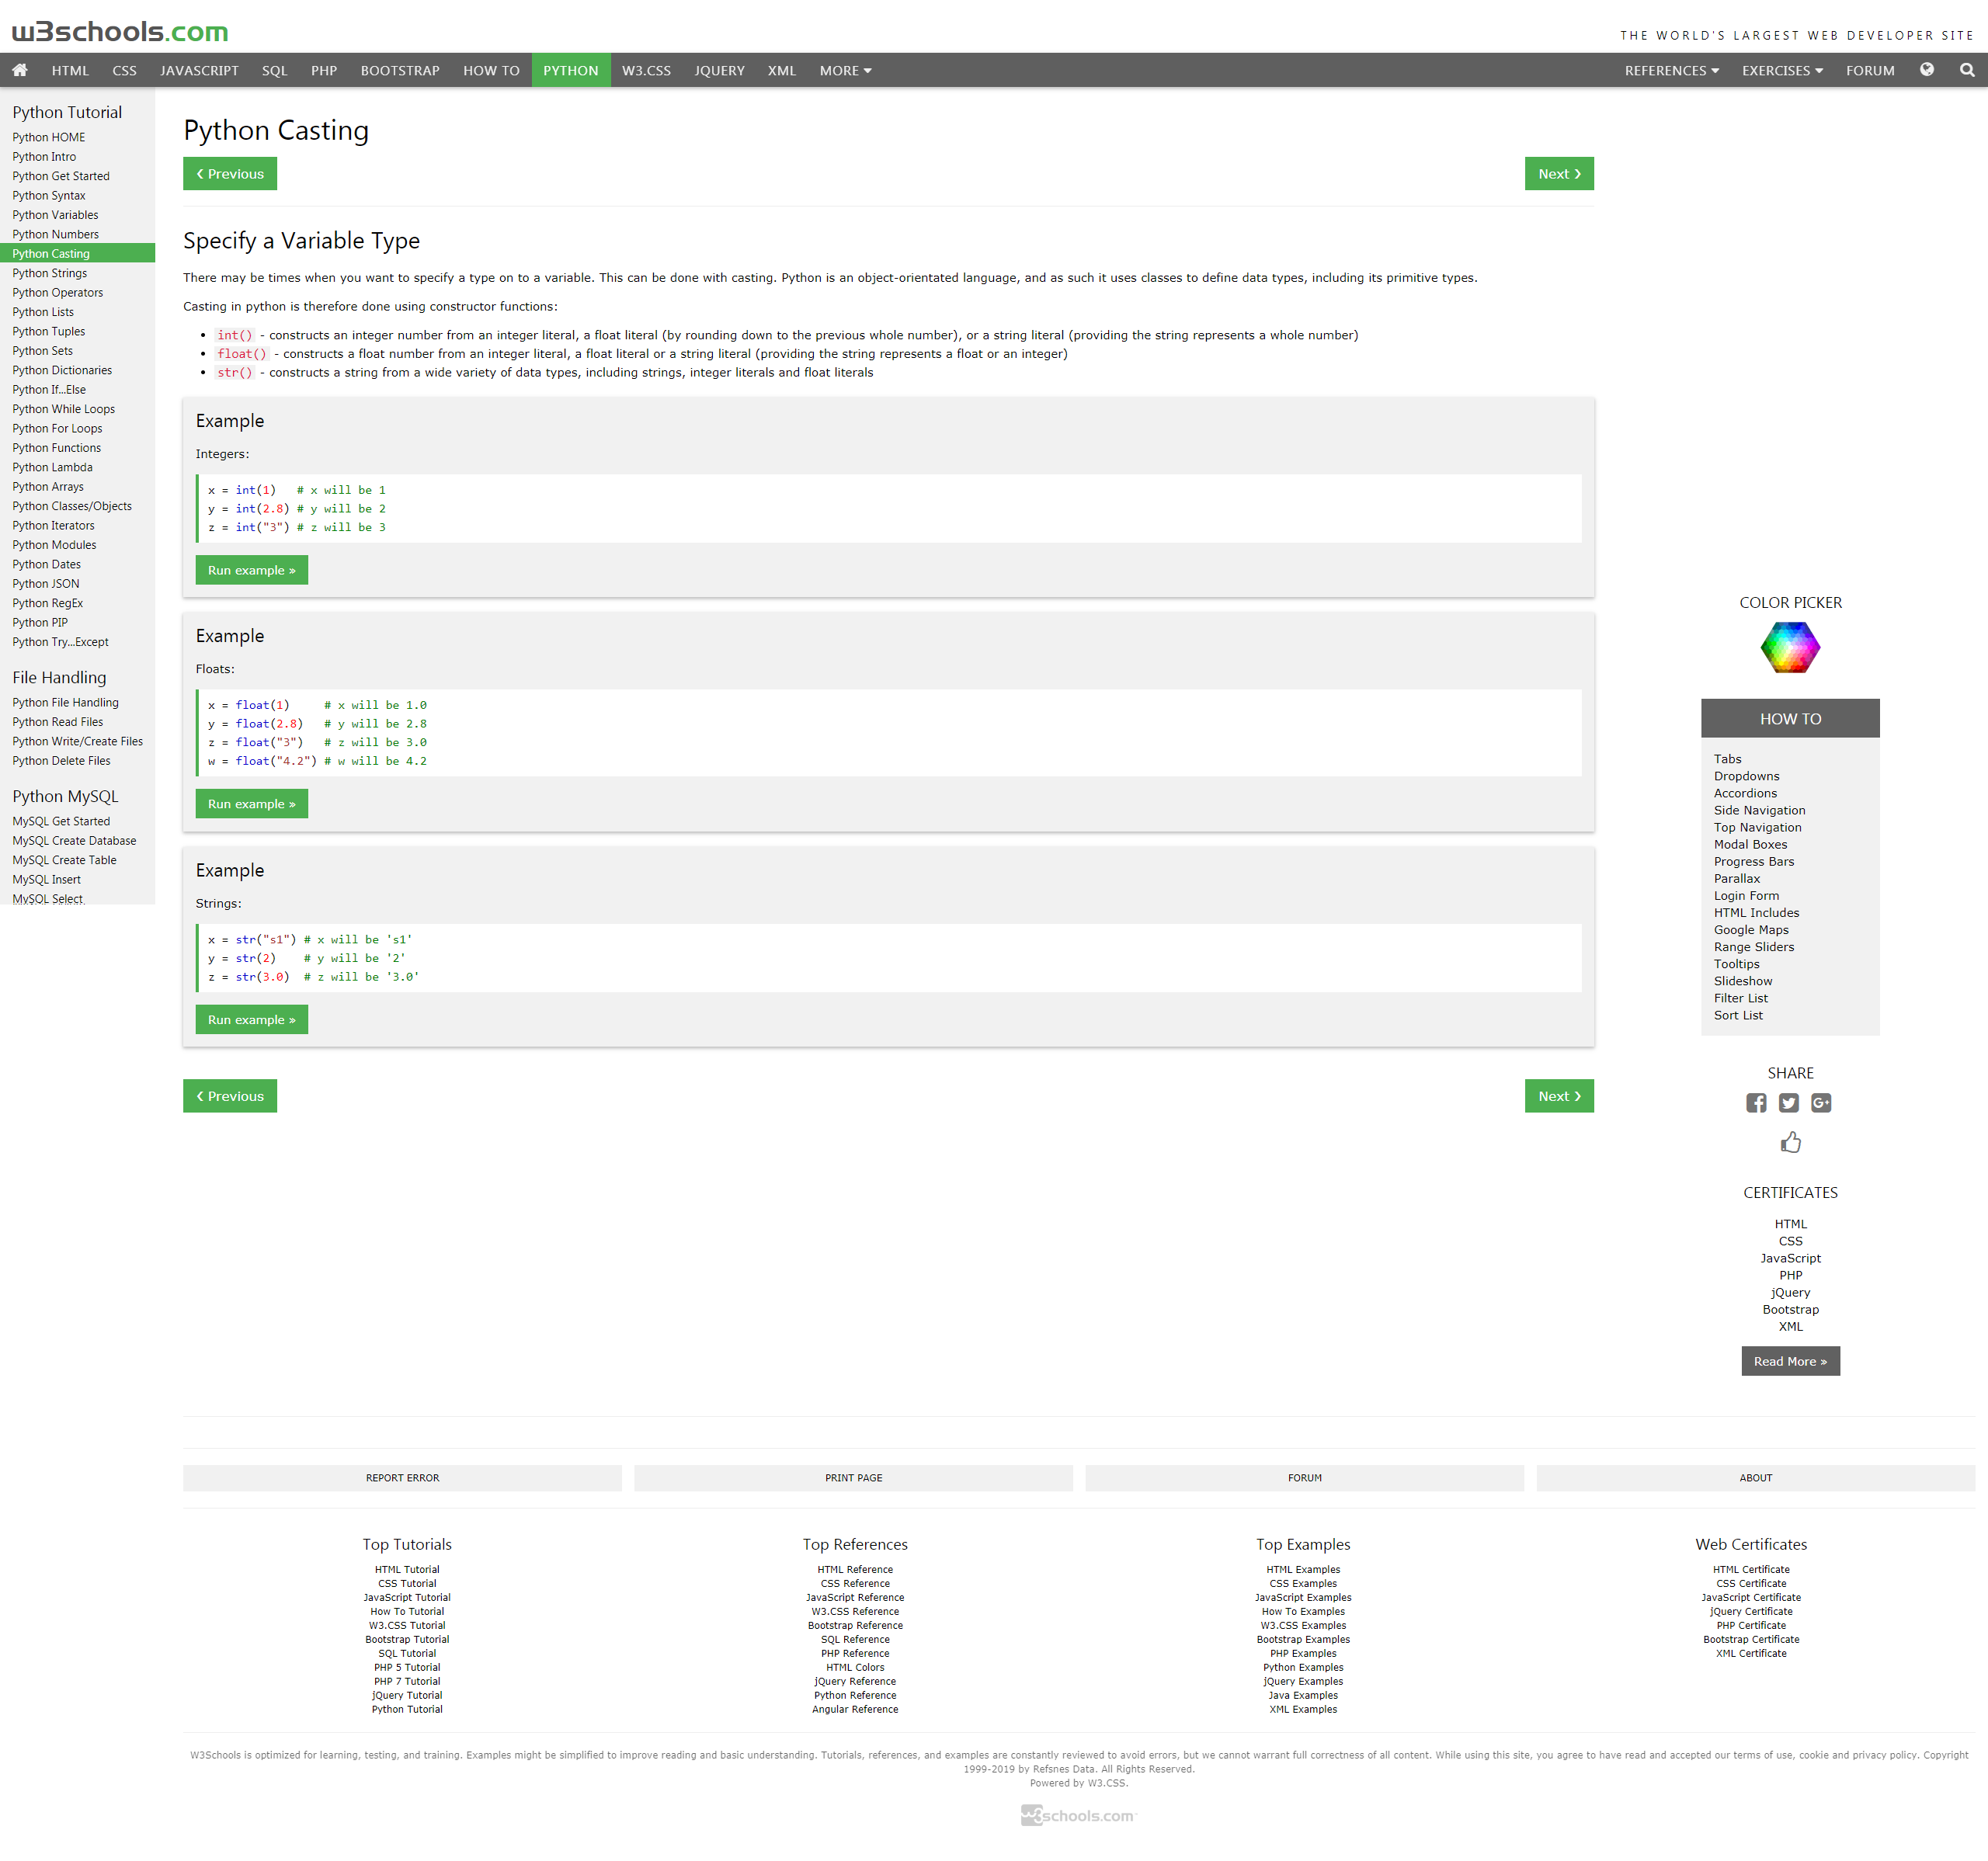 w3schools.com
THE WORLD'S LARGEST WEB DEVELOPER SITE
HTML CSS JAVASCRIPT SQL PHP BOOTSTRAP HOW TO PYTHON W3.CSS JQUERY XML MORE REFERENCES EXERCISES FORUM
Python Tutorial
Python HOME
Python Intro
Python Get Started
Python Syntax
Python Variables
Python Numbers
Python Casting
Python Strings
Python Operators
Python Lists
Python Tuples
Python Sets
Python Dictionaries
Python If...Else
Python While Loops
Python For Loops
Python Functions
Python Lambda
Python Arrays
Python Classes/Objects
Python Iterators
Python Modules
Python Dates
Python JSON
Python RegEx
Python PIP
Python Try...Except
File Handling
Python File Handling
Python Read Files
Python Write/Create Files
Python Delete Files
Python MySQL
MySQL Get Started
MySQL Create Database
MySQL Create Table
MySQL Insert
MySQL Select
Python Casting
❮ Previous
Next ❯
Specify a Variable Type
There may be times when you want to specify a type on to a variable. This can be done with casting. Python is an object-orientated language, and as such it uses classes to define data types, including its primitive types.
Casting in python is therefore done using constructor functions:
• int() - constructs an integer number from an integer literal, a float literal (by rounding down to the previous whole number), or a string literal (providing the string represents a whole number)
• float() - constructs a float number from an integer literal, a float literal or a string literal (providing the string represents a float or an integer)
• str() - constructs a string from a wide variety of data types, including strings, integer literals and float literals
Example
Integers:
x = int(1)   # x will be 1
y = int(2.8) # y will be 2
z = int("3") # z will be 3
Run example »
Example
Floats:
x = float(1)     # x will be 1.0
y = float(2.8)   # y will be 2.8
z = float("3")   # z will be 3.0
w = float("4.2") # w will be 4.2
Run example »
Example
Strings:
x = str("s1") # x will be 's1'
y = str(2)    # y will be '2'
z = str(3.0)  # z will be '3.0'
Run example »
❮ Previous
Next ❯
COLOR PICKER
HOW TO
Tabs
Dropdowns
Accordions
Side Navigation
Top Navigation
Modal Boxes
Progress Bars
Parallax
Login Form
HTML Includes
Google Maps
Range Sliders
Tooltips
Slideshow
Filter List
Sort List
SHARE
CERTIFICATES
HTML
CSS
JavaScript
PHP
jQuery
Bootstrap
XML
Read More »
REPORT ERROR
PRINT PAGE
FORUM
ABOUT
Top Tutorials
HTML Tutorial
CSS Tutorial
JavaScript Tutorial
How To Tutorial
W3.CSS Tutorial
Bootstrap Tutorial
SQL Tutorial
PHP 5 Tutorial
PHP 7 Tutorial
jQuery Tutorial
Python Tutorial
Top References
HTML Reference
CSS Reference
JavaScript Reference
W3.CSS Reference
Bootstrap Reference
SQL Reference
PHP Reference
HTML Colors
jQuery Reference
Python Reference
Angular Reference
Top Examples
HTML Examples
CSS Examples
JavaScript Examples
How To Examples
W3.CSS Examples
Bootstrap Examples
PHP Examples
Python Examples
jQuery Examples
Java Examples
XML Examples
Web Certificates
HTML Certificate
CSS Certificate
JavaScript Certificate
jQuery Certificate
PHP Certificate
Bootstrap Certificate
XML Certificate
W3Schools is optimized for learning, testing, and training. Examples might be simplified to improve reading and basic understanding. Tutorials, references, and examples are constantly reviewed to avoid errors, but we cannot warrant full correctness of all content. While using this site, you agree to have read and accepted our terms of use, cookie and privacy policy. Copyright
1999-2019 by Refsnes Data. All Rights Reserved.
Powered by W3.CSS.
w3schools.com